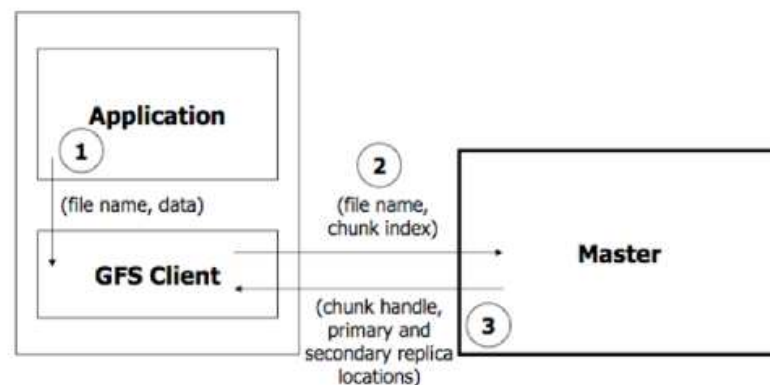 Application
1
(file name, data)
GFS Client
2
(file name,
chunk index)
Master
(chunk handle,
primary and
secondary replica
locations)
3